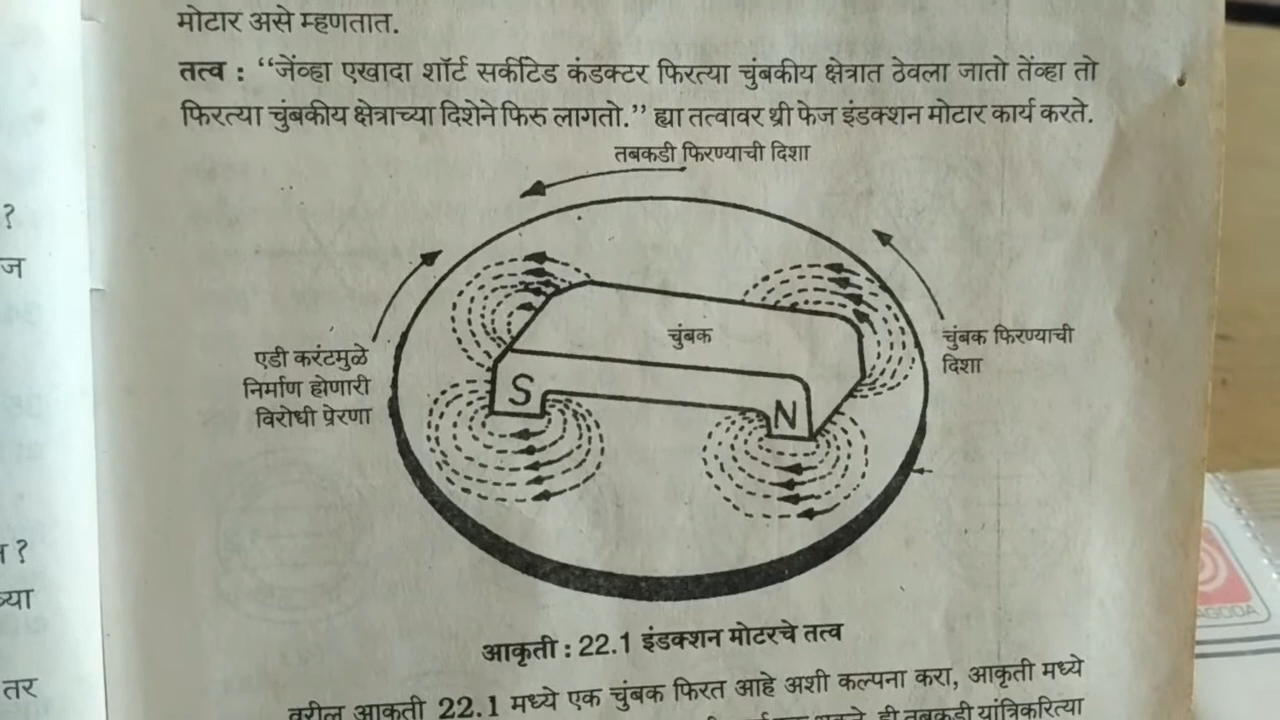 मोटार असे म्हणतात.
तत्व : “जेंव्हा एखादा शॉर्ट सर्कीटेड कंडक्टर फिरत्या चुंबकीय क्षेत्रात ठेवला जातो तेंव्हा तो
फिरत्या चुंबकीय क्षेत्राच्या दिशेने फिरु लागतो.” ह्या तत्वावर थ्री फेज इंडक्शन मोटार कार्य करते.
तबकडी फिरण्याची दिशा
चुंबक
चुंबक फिरण्याची
दिशा
एडी करंटमुळे
निर्माण होणारी
विरोधी प्रेरणा
S
N
आकृती : 22.1 इंडक्शन मोटरचे तत्व
वरील आकृती 22.1 मध्ये एक चुंबक फिरत आहे अशी कल्पना करा, आकृती मध्ये
ही तबकडी यांत्रिकरित्या
?
ज
?
तर